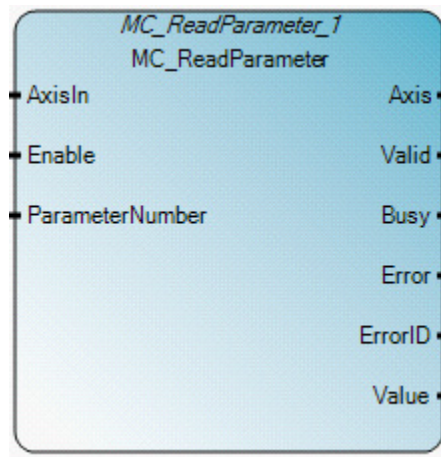 MC_ReadParameter_1
MC_ReadParameter
AxisIn Axis
Enable Valid
ParameterNumber Busy
Error
ErrorID
Value